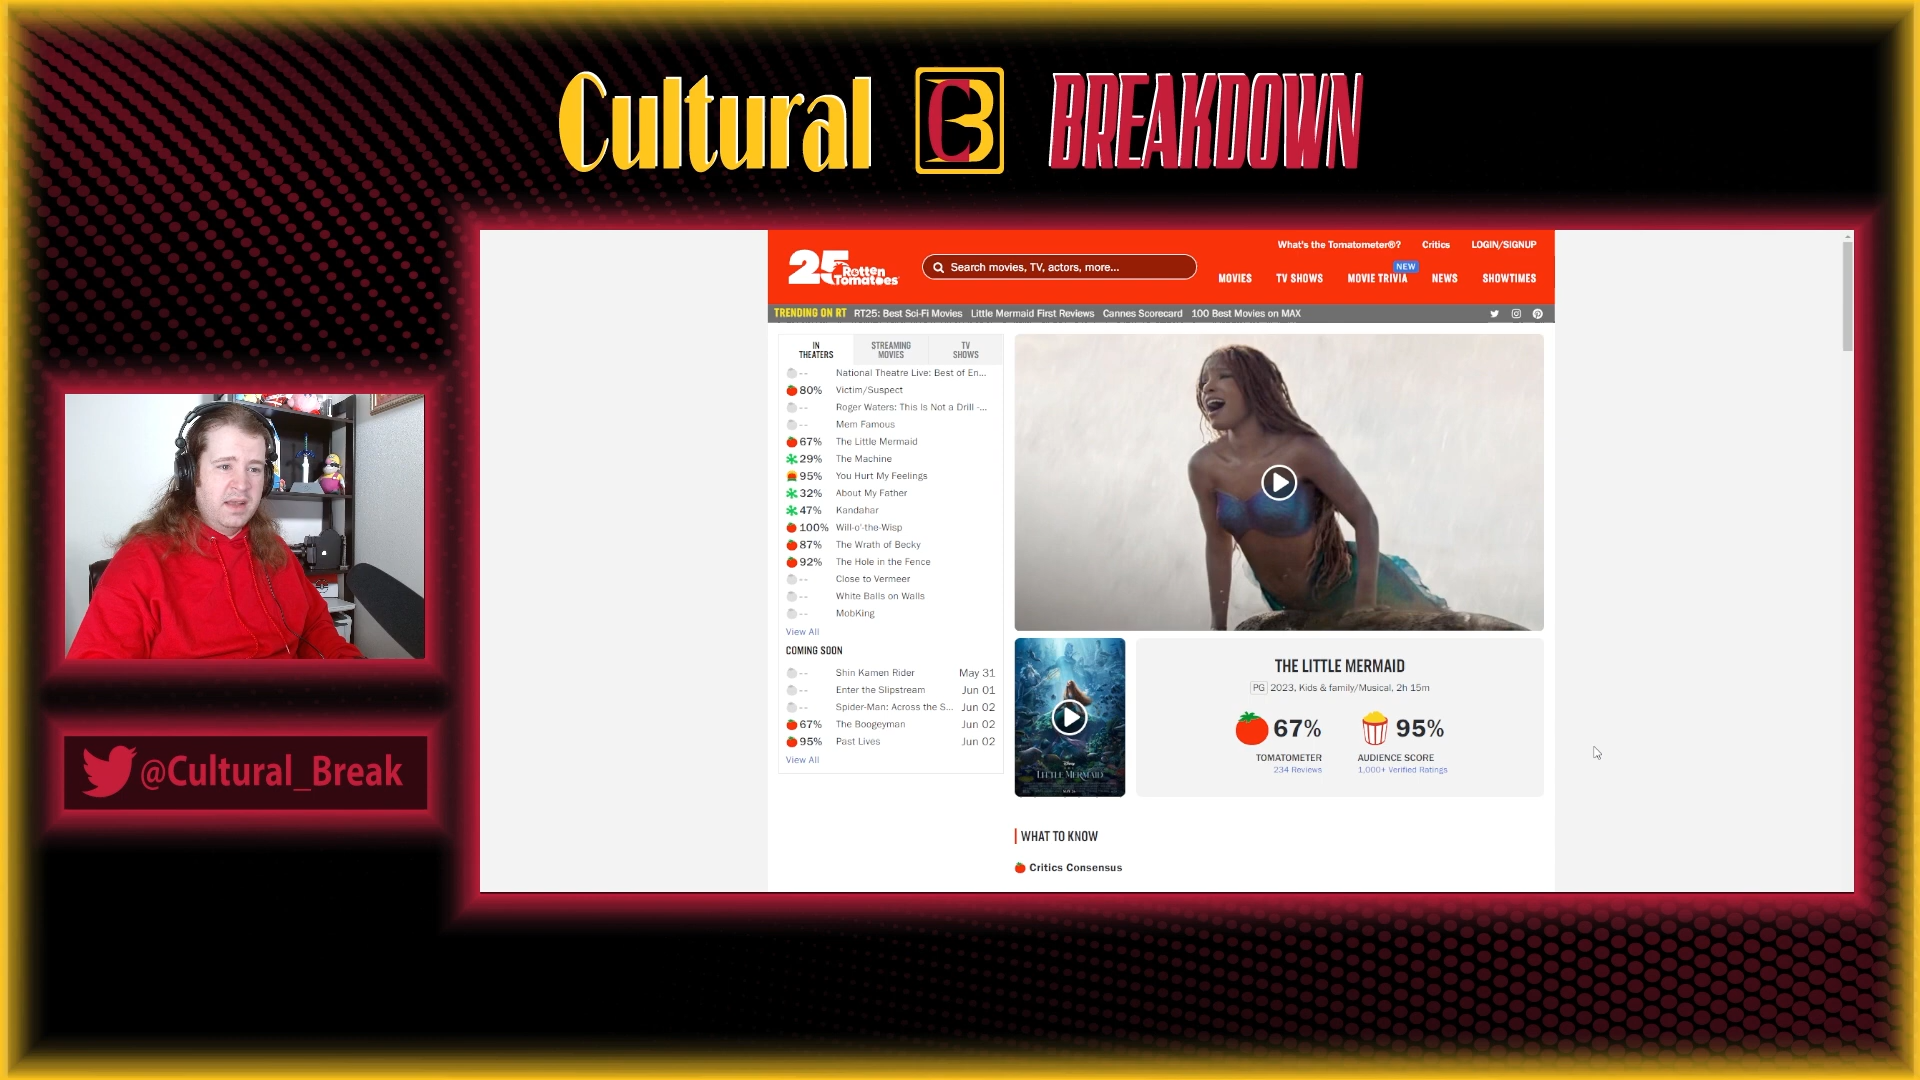 Cultural CB BREAKDOWN
What's the Tomatometer®? Critics LOGIN/SIGNUP
25 Rotten Tomatoes
Search movies, TV, actors, more...
NEW
MOVIES TV SHOWS MOVIE TRIVIA NEWS SHOWTIMES
TRENDING ON RT RT25: Best Sci-Fi Movies Little Mermaid First Reviews Cannes Scorecard 100 Best Movies on MAX
IN THEATERS
STREAMING MOVIES
TV SHOWS
-- National Theatre Live: Best of En...
80% Victim/Suspect
-- Roger Waters: This Is Not a Drill -...
-- Mem Famous
67% The Little Mermaid
29% The Machine
95% You Hurt My Feelings
32% About My Father
47% Kandahar
100% Will-o'-the-Wisp
87% The Wrath of Becky
92% The Hole in the Fence
-- Close to Vermeer
-- White Balls on Walls
-- MobKing
View All
COMING SOON
-- Shin Kamen Rider May 31
-- Enter the Slipstream Jun 01
-- Spider-Man: Across the S... Jun 02
67% The Boogeyman Jun 02
95% Past Lives Jun 02
View All
Disney
THE LITTLE MERMAID
THE LITTLE MERMAID
PG 2023, Kids & family/Musical, 2h 15m
67% 95%
TOMATOMETER AUDIENCE SCORE
234 Reviews 1,000+ Verified Ratings
WHAT TO KNOW
Critics Consensus
@Cultural_Break